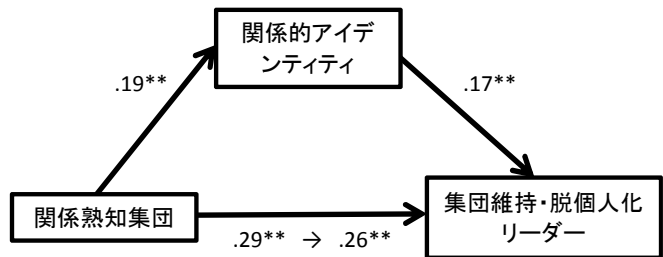 関係的アイデ
ンティティ
.19**
.17**
関係熟知集団
集団維持・脱個人化
リーダー
.29** → .26**